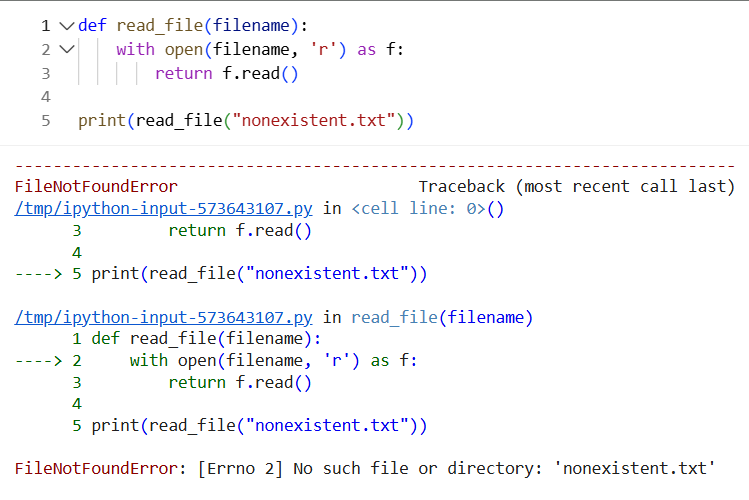 1 def read_file(filename):
2     with open(filename, 'r') as f:
3         return f.read()
4
5 print(read_file("nonexistent.txt"))
---------------------------------------------------------------------------
FileNotFoundError                         Traceback (most recent call last)
/tmp/ipython-input-573643107.py in <cell line: 0>()
      3         return f.read()
      4
----> 5 print(read_file("nonexistent.txt"))
/tmp/ipython-input-573643107.py in read_file(filename)
      1 def read_file(filename):
----> 2     with open(filename, 'r') as f:
      3         return f.read()
      4
      5 print(read_file("nonexistent.txt"))
FileNotFoundError: [Errno 2] No such file or directory: 'nonexistent.txt'